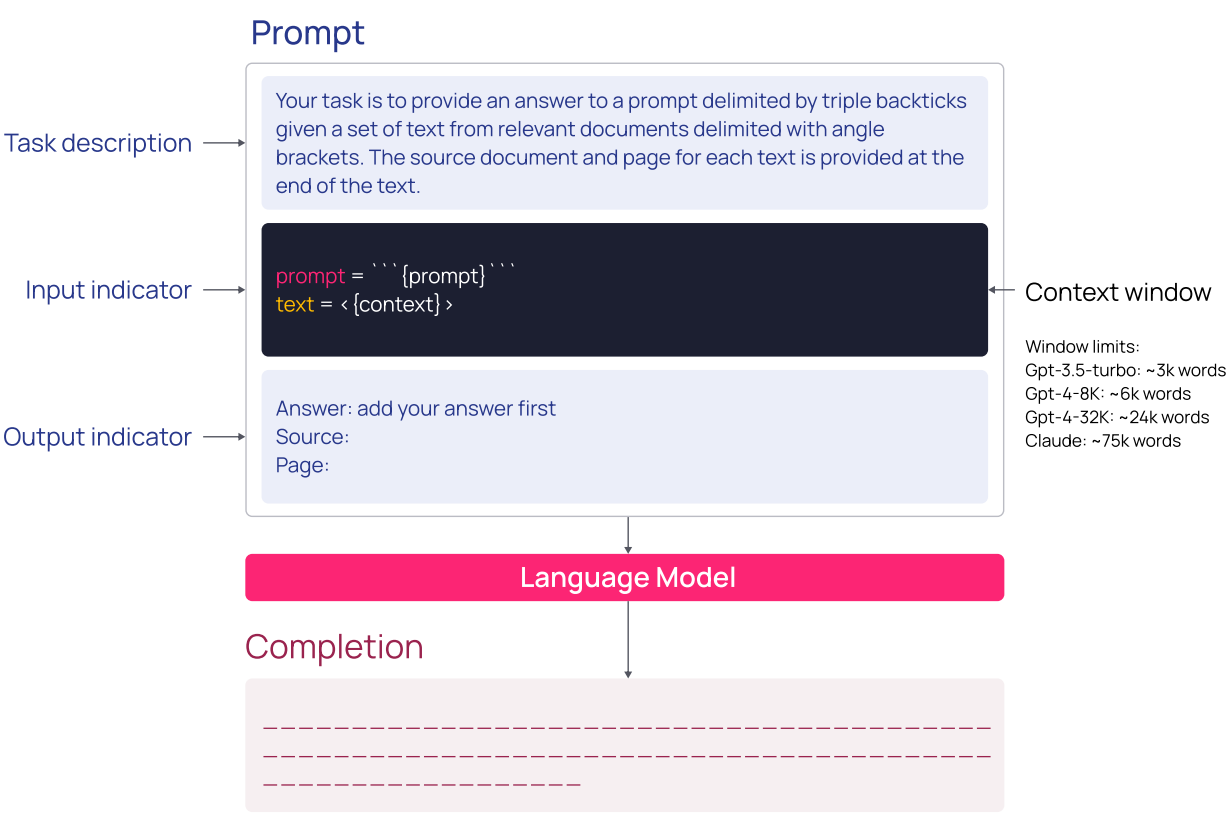 Prompt
Task description
Your task is to provide an answer to a prompt delimited by triple backticks
given a set of text from relevant documents delimited with angle
brackets. The source document and page for each text is provided at the
end of the text.
Input indicator
prompt = ```{prompt}```
text = <{context}>
Context window
Window limits:
Gpt-3.5-turbo: ~3k words
Gpt-4-8K: ~6k words
Gpt-4-32K: ~24k words
Claude: ~75k words
Output indicator
Answer: add your answer first
Source:
Page:
Language Model
Completion